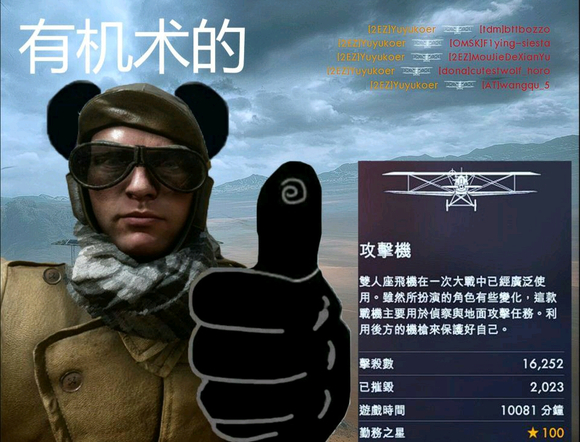 有机术的
[2EZ]Yuyukoer [fdm]bttbozzo
[2EZ]Yuyukoer [OMSK]F1ying-siesta
[2EZ]Yuyukoer [2EZ]MouJieDeXianYu
[2EZ]Yuyukoer [dona]cutestwolf_horo
[2EZ]Yuyukoer [AT]wangqu_5
攻擊機
雙人座飛機在一次大戰中已經廣泛使
用。雖然所扮演的角色有些變化，這款
戰機主要用於偵察與地面攻擊任務。利
用後方的機槍來保護好自己。
擊殺數 16,252
已摧毀 2,023
遊戲時間 10081 分鐘
勤務之星 ★ 100